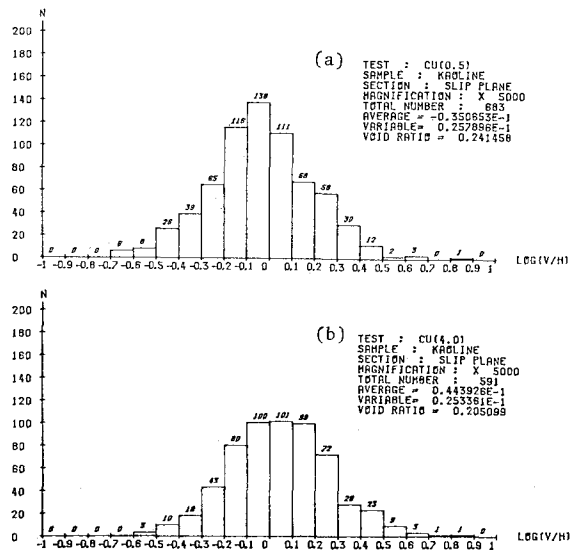 N
200
180
160
140
120
100
80
60
40
20
0
(a)
TEST : CU(0.5)
SAMPLE : KAOLINE
SECTION : SLIP PLANE
MAGNIFICATION : X 5000
TOTAL NUMBER : 683
AVERAGE = -0.350653E-1
VARIABLE= 0.257896E-1
VOID RATIO = 0.241458
0 0 0 6 8 26 39 65 116 138 111 68 58 30 12 2 3 0 1 0
-1 -0.9 -0.8 -0.7 -0.6 -0.5 -0.4 -0.3 -0.2 -0.1 0 0.1 0.2 0.3 0.4 0.5 0.6 0.7 0.8 0.9 1 LOG(V/H)
N
200
180
160
140
120
100
80
60
40
20
0
(b)
TEST : CU(4.0)
SAMPLE : KAOLINE
SECTION : SLIP PLANE
MAGNIFICATION : X 5000
TOTAL NUMBER : 591
AVERAGE = 0.443926E-1
VARIABLE= 0.253361E-1
VOID RATIO = 0.205099
0 0 0 0 3 10 18 43 80 100 101 99 72 28 23 9 3 1 1 0
-1 -0.9 -0.8 -0.7 -0.6 -0.5 -0.4 -0.3 -0.2 -0.1 0 0.1 0.2 0.3 0.4 0.5 0.6 0.7 0.8 0.9 1 LOG(V/H)